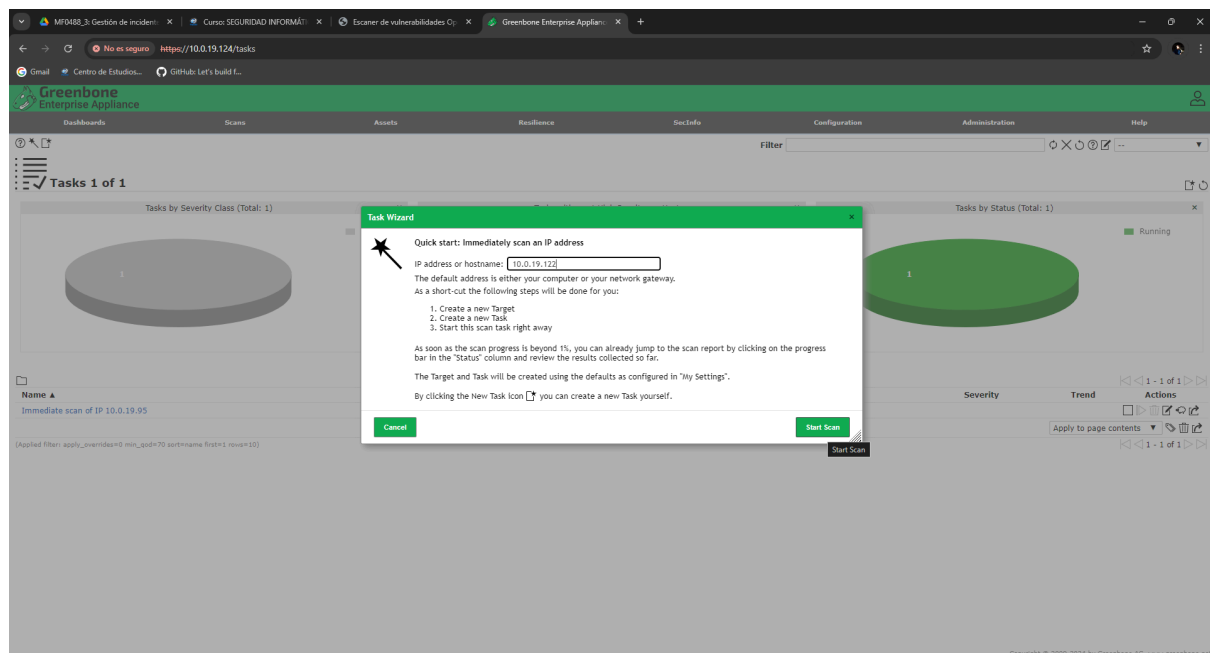 MF0488_3: Gestión de incident
Curso: SEGURIDAD INFORMÁTI
Escaner de vulnerabilidades Op
Greenbone Enterprise Applianc
No es seguro https://10.0.19.124/tasks
Gmail
Centro de Estudios...
GitHub: Let's build f...
Greenbone
Enterprise Appliance
Dashboards Scans Assets Resilience SecInfo Configuration Administration Help
Filter
--
Tasks 1 of 1
Tasks by Severity Class (Total: 1)
Tasks by Status (Total: 1)
1
Running
1
Task Wizard
Quick start: Immediately scan an IP address
IP address or hostname: 10.0.19.122
The default address is either your computer or your network gateway.
As a short-cut the following steps will be done for you:
1. Create a new Target
2. Create a new Task
3. Start this scan task right away
As soon as the scan progress is beyond 1%, you can already jump to the scan report by clicking on the progress
bar in the "Status" column and review the results collected so far.
The Target and Task will be created using the defaults as configured in "My Settings".
By clicking the New Task icon you can create a new Task yourself.
Cancel
Start Scan
Start Scan
1 - 1 of 1
Name Severity Trend Actions
Immediate scan of IP 10.0.19.95
Apply to page contents
(Applied filter: apply_overrides=0 min_qod=70 sort=name first=1 rows=10)
1 - 1 of 1